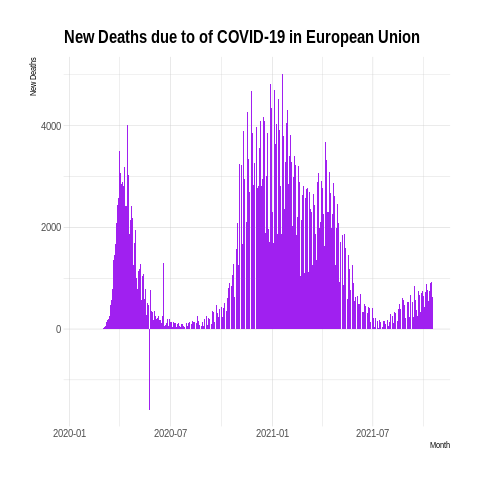 New Deaths due to of COVID-19 in European Union
New Deaths
4000
2000
0
2020-01
2020-07
2021-01
2021-07
Month